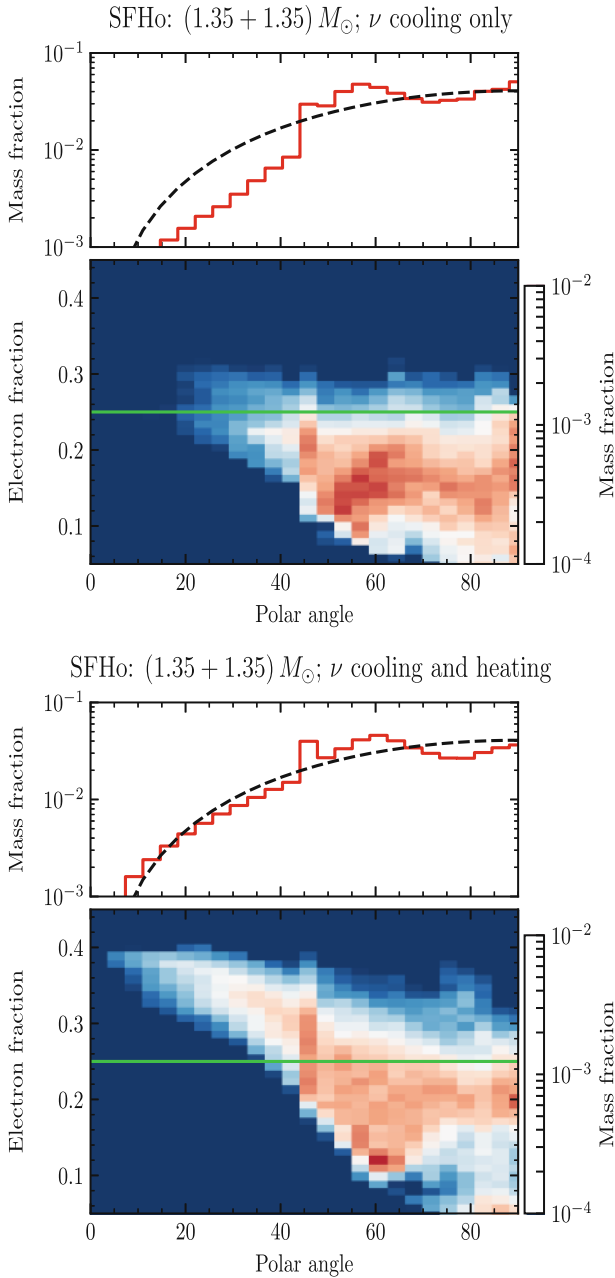 SFHo: (1.35 + 1.35) M⊙; ν cooling only
10⁻¹
10⁻²
10⁻³
Mass fraction
0.4
0.3
0.2
0.1
Electron fraction
0 20 40 60 80
Polar angle
10⁻²
10⁻³
10⁻⁴
Mass fraction
SFHo: (1.35 + 1.35) M⊙; ν cooling and heating
10⁻¹
10⁻²
10⁻³
Mass fraction
0.4
0.3
0.2
0.1
Electron fraction
0 20 40 60 80
Polar angle
10⁻²
10⁻³
10⁻⁴
Mass fraction